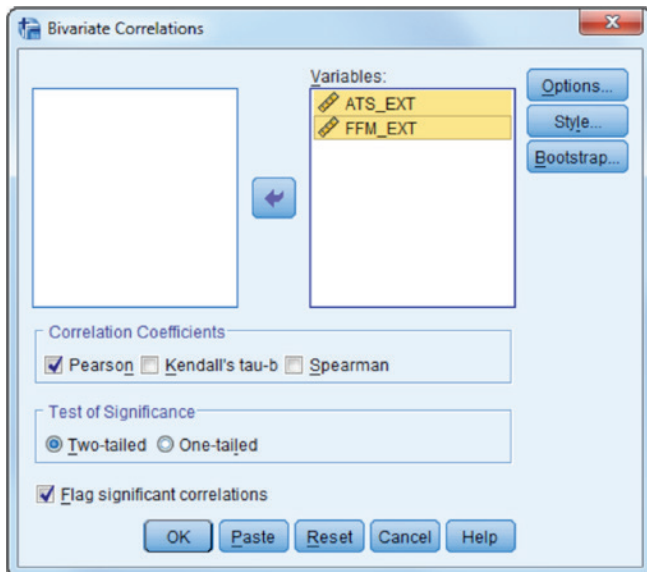 Bivariate Correlations
Variables:
ATS_EXT
FFM_EXT
Options...
Style...
Bootstrap...
Correlation Coefficients
Pearson Kendall's tau-b Spearman
Test of Significance
Two-tailed One-tailed
Flag significant correlations
OK Paste Reset Cancel Help